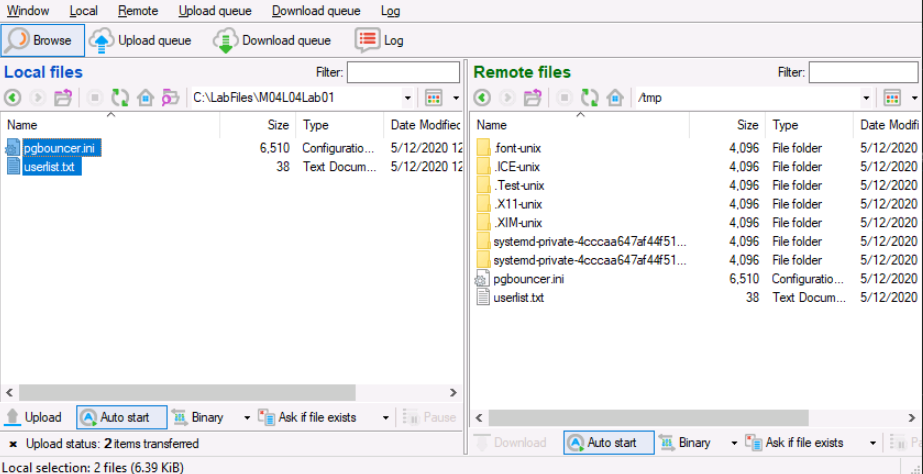 Window Local Remote Upload queue Download queue Log
Browse Upload queue Download queue Log
Local files Filter:
C:\LabFiles\M04L04Lab01
Name Size Type Date Modified
pgbouncer.ini 6,510 Configuratio... 5/12/2020 12
userlist.txt 38 Text Docum... 5/12/2020 12
Upload Auto start Binary Ask if file exists Pause
Upload status: 2 items transferred
Local selection: 2 files (6.39 KiB)
Remote files Filter:
/tmp
Name Size Type Date Modifi
.font-unix 4,096 File folder 5/12/2020
.ICE-unix 4,096 File folder 5/12/2020
.Test-unix 4,096 File folder 5/12/2020
.X11-unix 4,096 File folder 5/12/2020
.XIM-unix 4,096 File folder 5/12/2020
systemd-private-4cccaa647af44f51... 4,096 File folder 5/12/2020
systemd-private-4cccaa647af44f51... 4,096 File folder 5/12/2020
pgbouncer.ini 6,510 Configuratio... 5/12/2020
userlist.txt 38 Text Docum... 5/12/2020
Download Auto start Binary Ask if file exists P